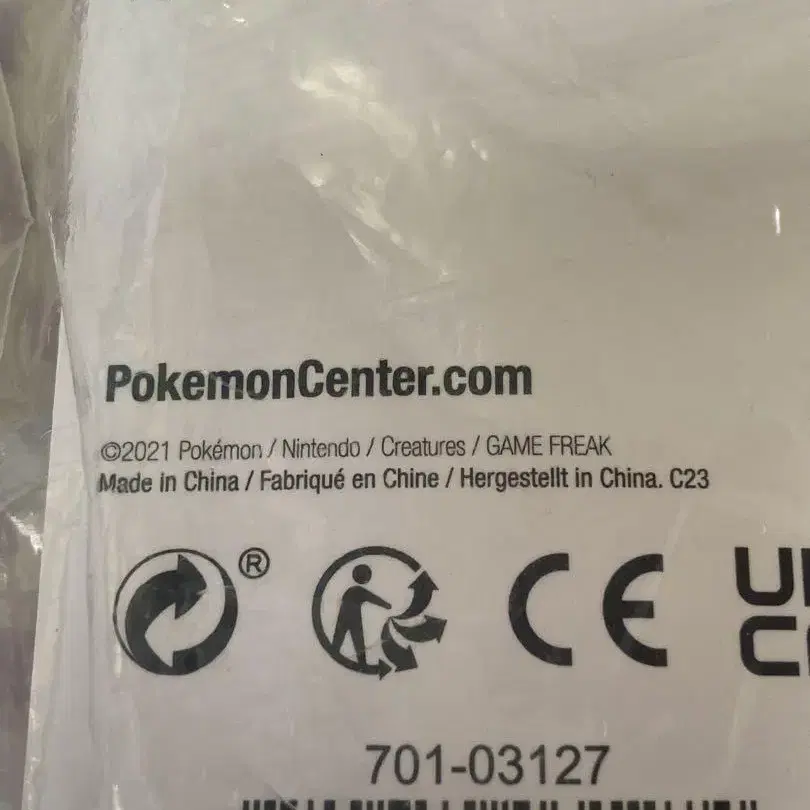 PokemonCenter.com
©2021 Pokémon / Nintendo / Creatures / GAME FREAK
Made in China / Fabriqué en Chine / Hergestellt in China. C23
®
CE
701-03127